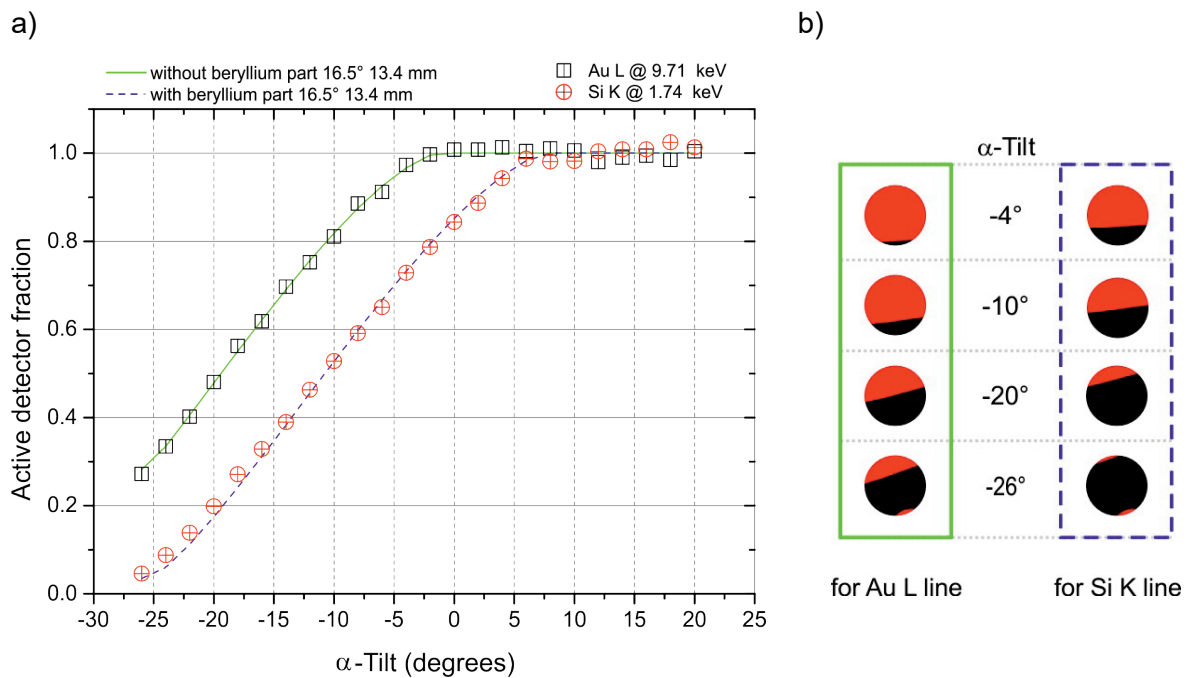 a)
without beryllium part 16.5° 13.4 mm
with beryllium part 16.5° 13.4 mm
Au L @ 9.71 keV
Si K @ 1.74 keV
Active detector fraction
1.0
0.8
0.6
0.4
0.2
0.0
-30 -25 -20 -15 -10 -5 0 5 10 15 20 25
α-Tilt (degrees)
b)
α-Tilt
-4°
-10°
-20°
-26°
for Au L line for Si K line